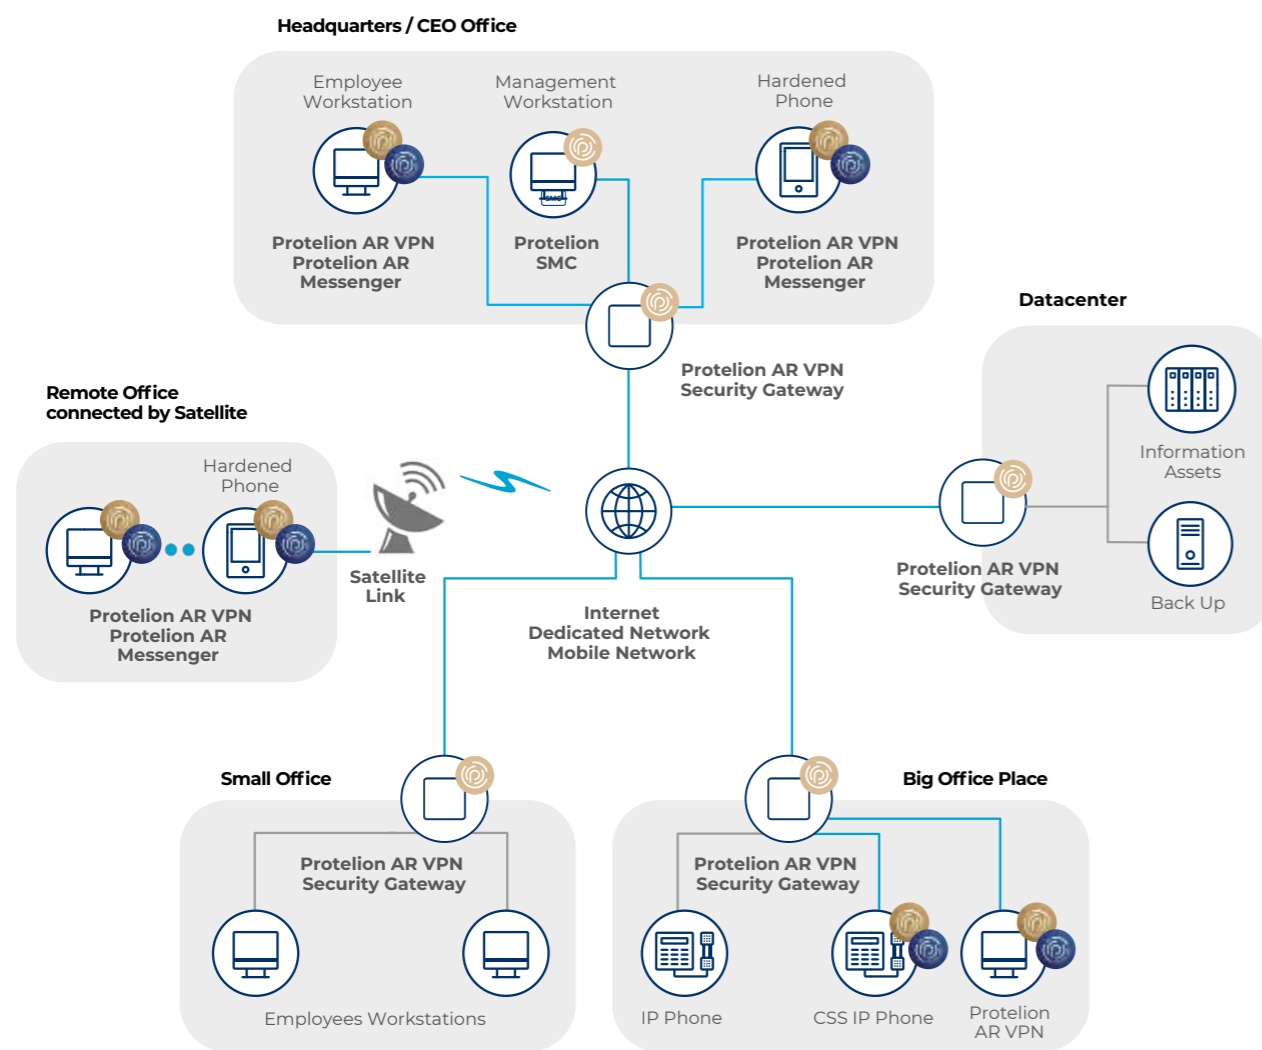 Headquarters / CEO Office
Employee
Workstation
Management
Workstation
Hardened
Phone
SMC
Protelion AR VPN
Protelion AR
Messenger
Protelion
SMC
Protelion AR VPN
Protelion AR
Messenger
Protelion AR VPN
Security Gateway
Datacenter
Information
Assets
Back Up
Protelion AR VPN
Security Gateway
Remote Office
connected by Satellite
Hardened
Phone
Protelion AR VPN
Protelion AR
Messenger
Satellite
Link
Internet
Dedicated Network
Mobile Network
Small Office
Protelion AR VPN
Security Gateway
Employees Workstations
Big Office Place
Protelion AR VPN
Security Gateway
IP Phone
CSS IP Phone
Protelion
AR VPN